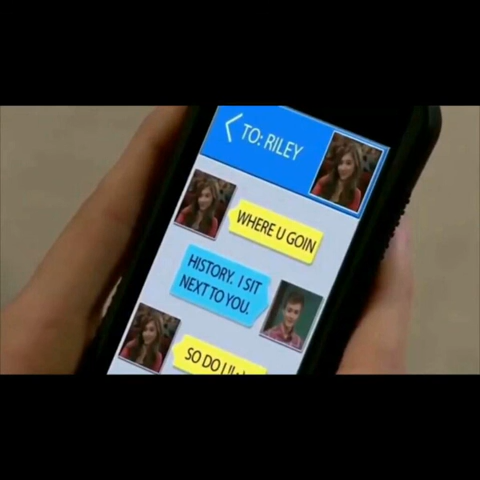 TO: RILEY
WHERE U GOIN
HISTORY. I SIT
NEXT TO YOU.
SO DO